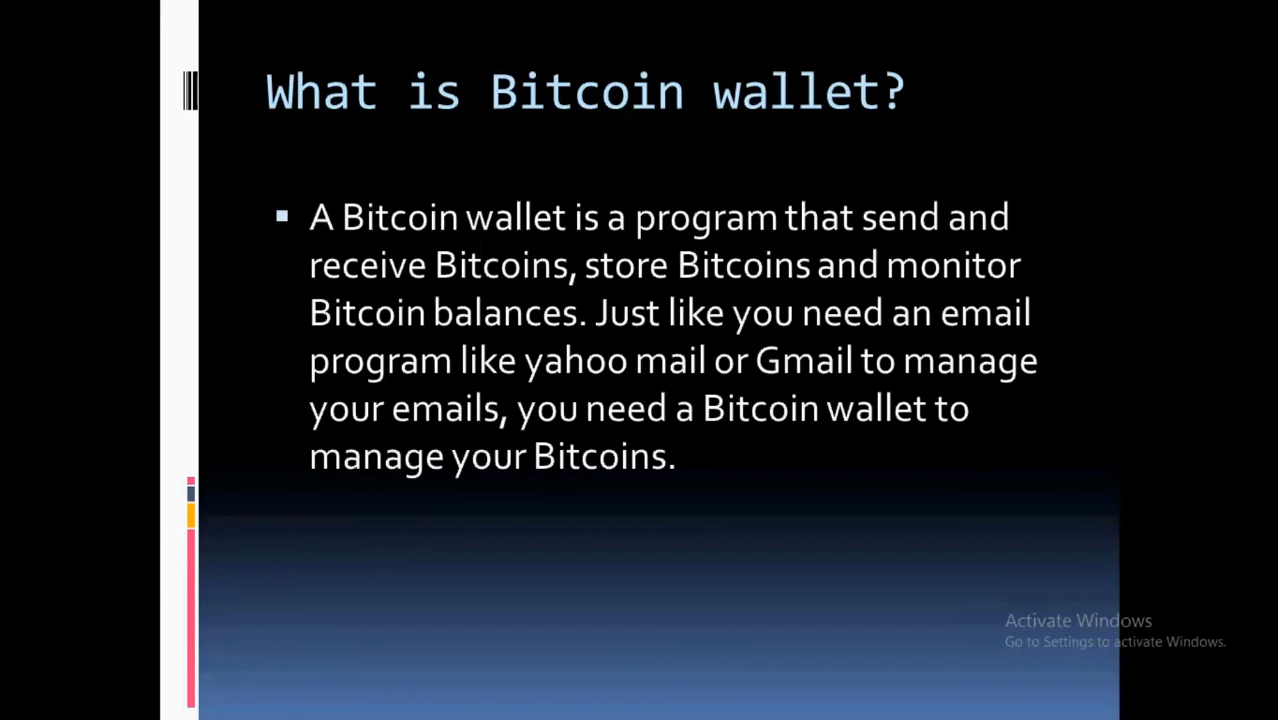 What is Bitcoin wallet?
A Bitcoin wallet is a program that send and
receive Bitcoins, store Bitcoins and monitor
Bitcoin balances. Just like you need an email
program like yahoo mail or Gmail to manage
your emails, you need a Bitcoin wallet to
manage your Bitcoins.
Activate Windows
Go to Settings to activate Windows.